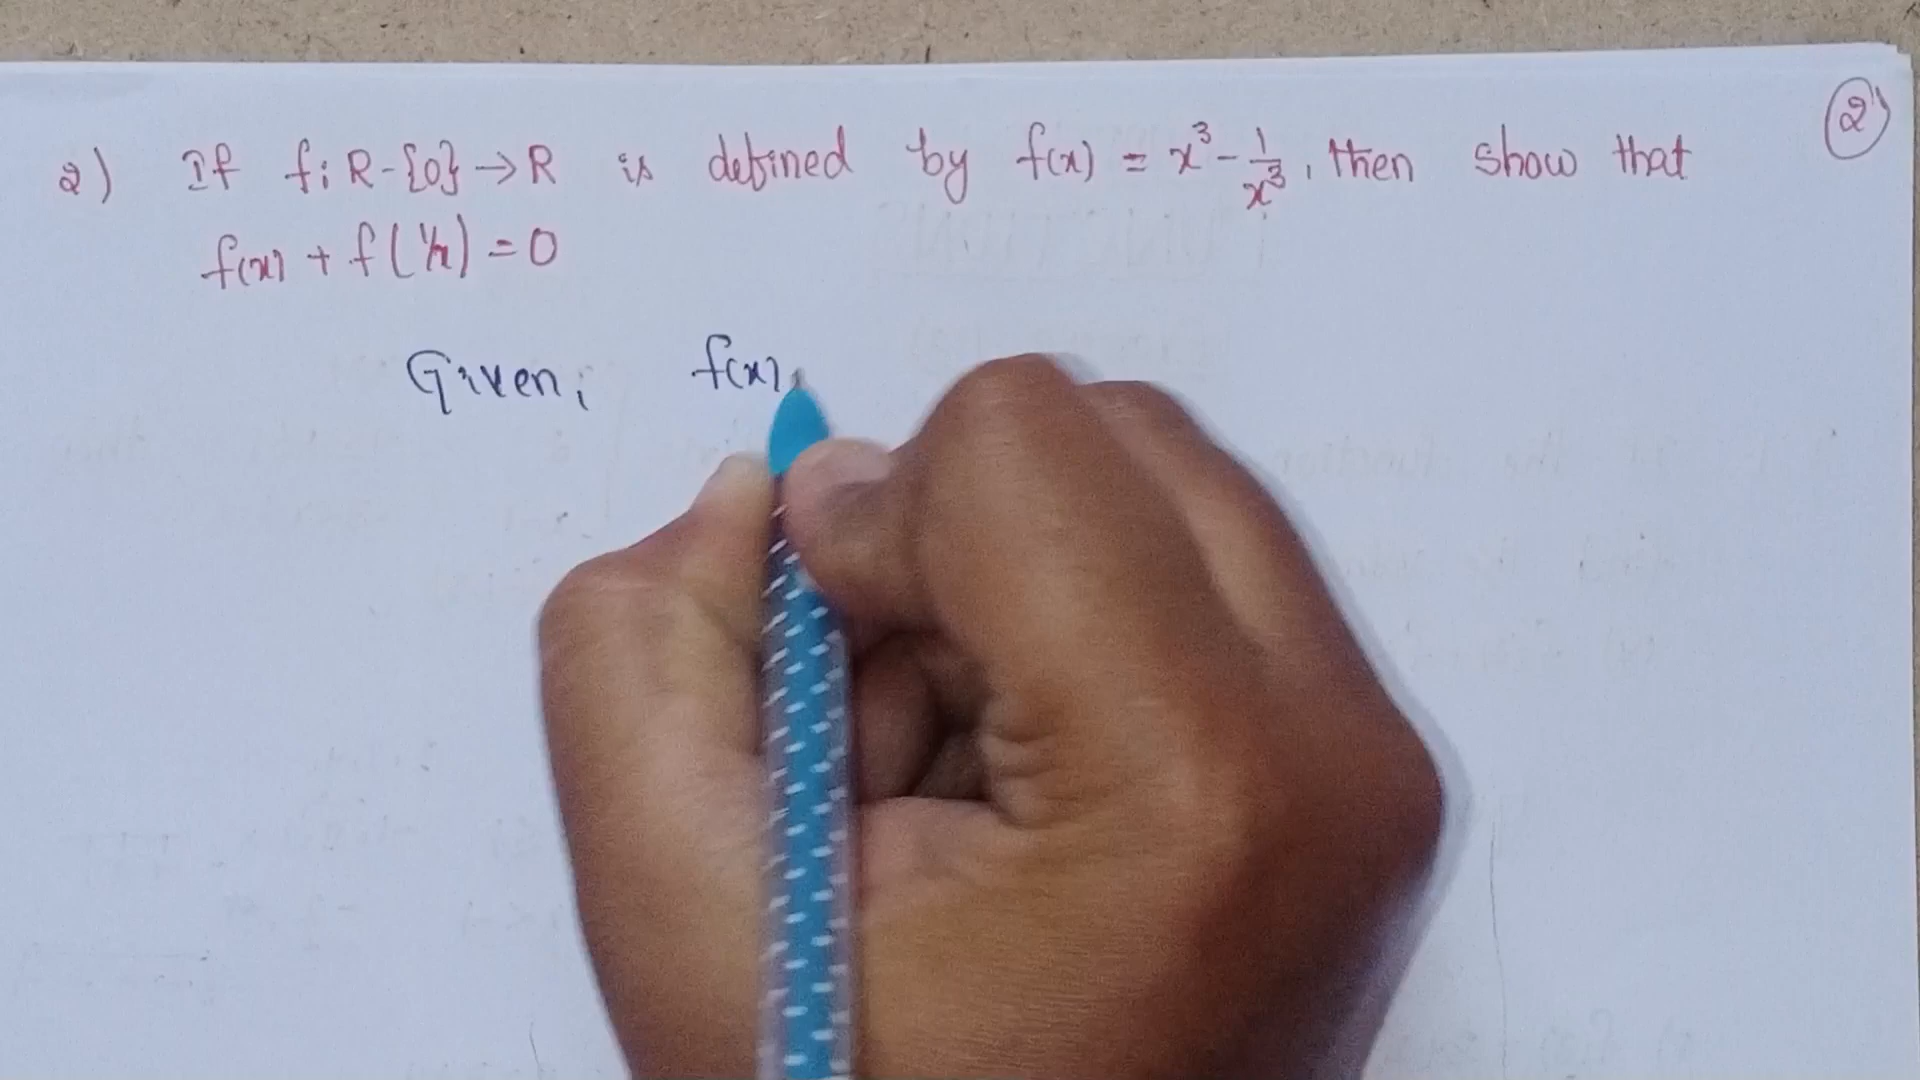 2
2) If f: R-{0} → R is defined by f(x) = x³ - 1/x³, then show that
f(x) + f(1/x) = 0
Given, f(x)